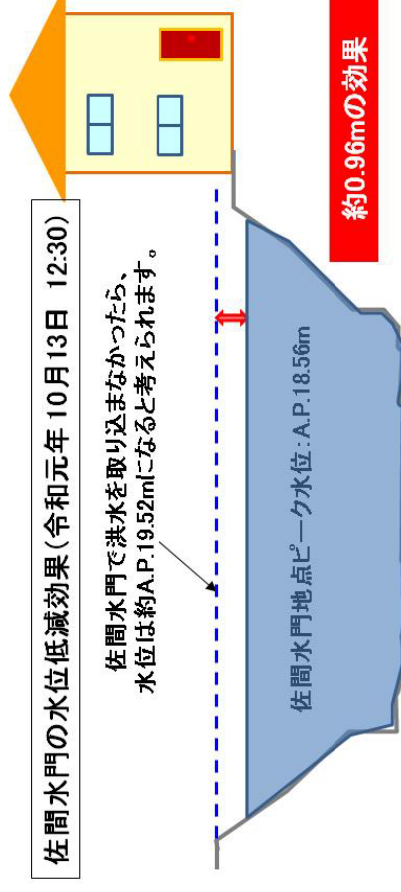 佐間水門の水位低減効果(令和元年10月13日 12:30)
佐間水門で洪水を取り込まなかったら、
水位は約A.P.19.52mになると考えられます。
佐間水門地点ピーク水位:A.P.18.56m
約0.96mの効果